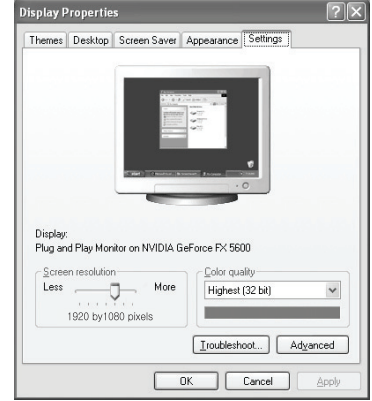 Display Properties
Themes Desktop Screen Saver Appearance Settings
Display:
Plug and Play Monitor on NVIDIA GeForce FX 5600
Screen resolution
Less More
1920 by1080 pixels
Color quality
Highest (32 bit)
Troubleshoot... Advanced
OK Cancel Apply